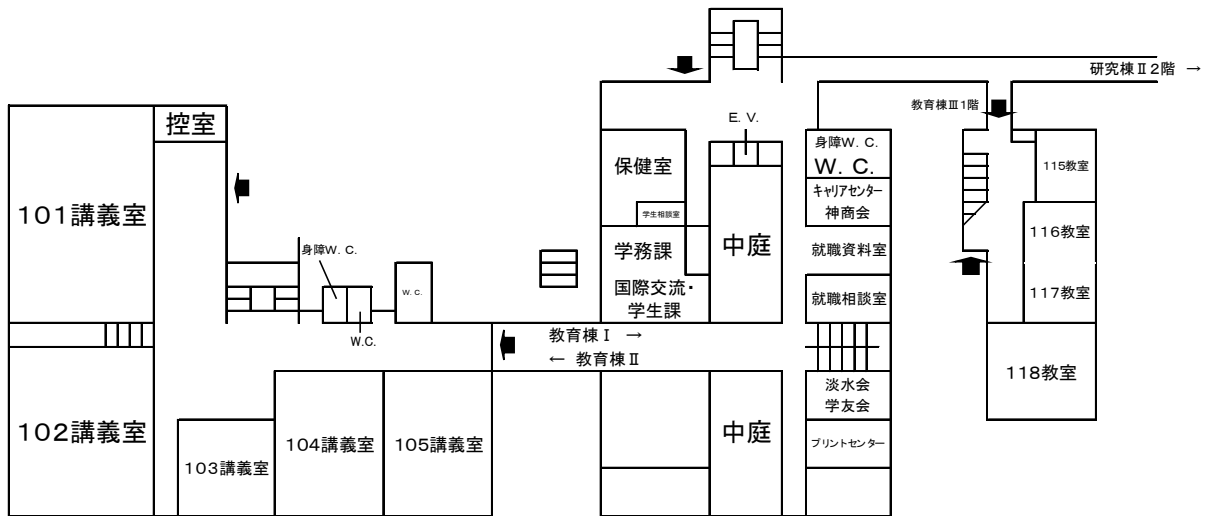 研究棟Ⅱ2階 →
教育棟Ⅲ1階
E. V.
控室
身障W. C.
W. C.
保健室
115教室
キャリアセンター
神商会
101講義室
学生相談室
116教室
中庭
学務課
身障W. C.
就職資料室
国際交流・
学生課
就職相談室
117教室
W. C.
W.C.
教育棟Ⅰ →
← 教育棟Ⅱ
118教室
淡水会
学友会
102講義室
中庭
104講義室
105講義室
プリントセンター
103講義室